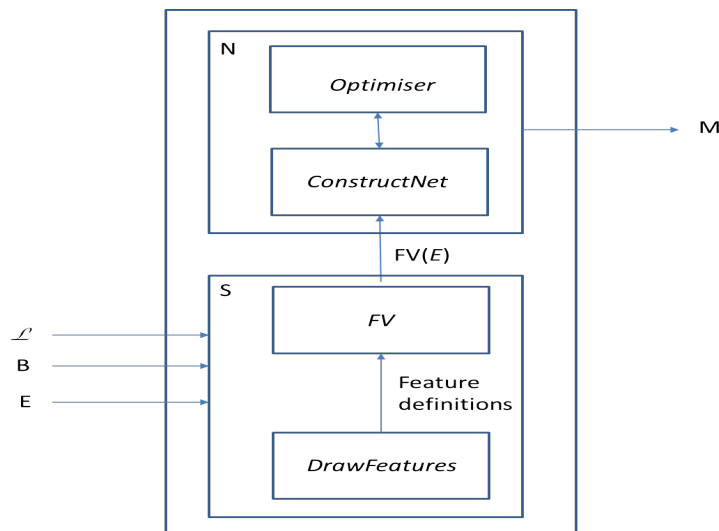 N
Optimiser
M
ConstructNet
FV(E)
S
FV
ℒ
B
Feature
definitions
E
DrawFeatures